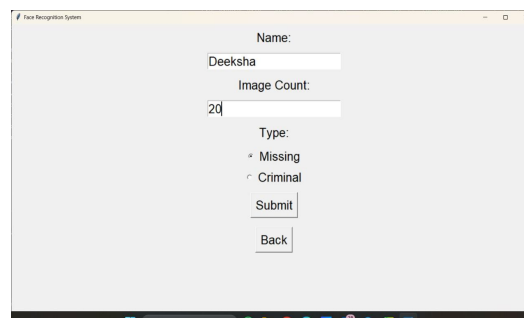 Face Recognition System
Name:
Deeksha
Image Count:
20
Type:
Missing
Criminal
Submit
Back